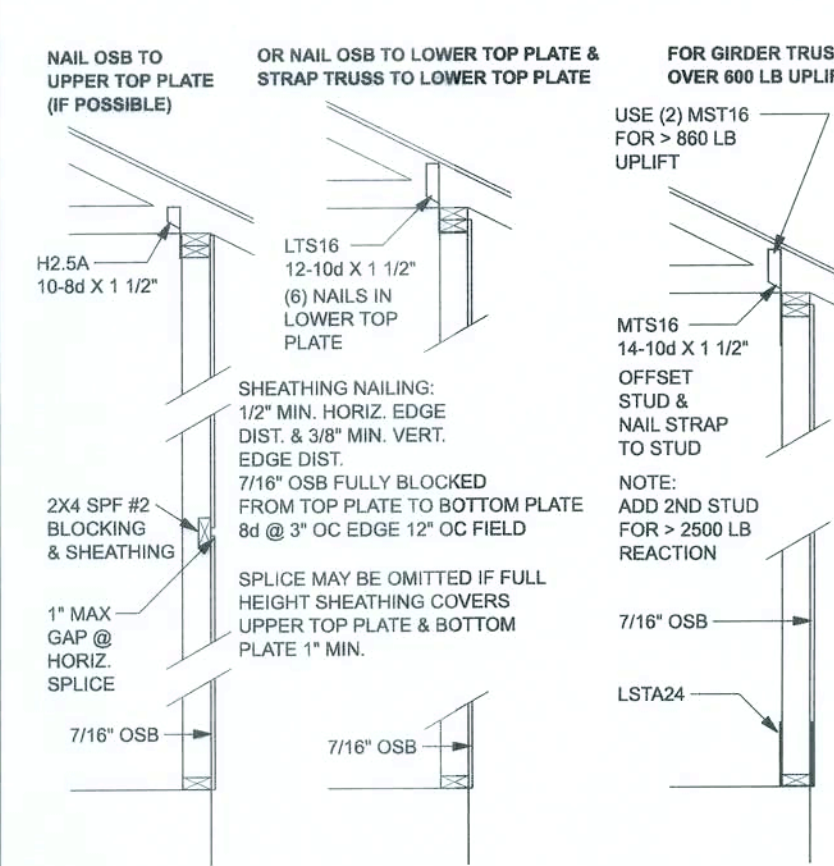 NAIL OSB TO
UPPER TOP PLATE
(IF POSSIBLE)
H2.5A
10-8d X 1 1/2"
2X4 SPF #2
BLOCKING
& SHEATHING
1" MAX
GAP @
HORIZ.
SPLICE
7/16" OSB
OR NAIL OSB TO LOWER TOP PLATE &
STRAP TRUSS TO LOWER TOP PLATE
LTS16
12-10d X 1 1/2"
(6) NAILS IN
LOWER TOP
PLATE
SHEATHING NAILING:
1/2" MIN. HORIZ. EDGE
DIST. & 3/8" MIN. VERT.
EDGE DIST.
7/16" OSB FULLY BLOCKED
FROM TOP PLATE TO BOTTOM PLATE
8d @ 3" OC EDGE 12" OC FIELD
SPLICE MAY BE OMITTED IF FULL
HEIGHT SHEATHING COVERS
UPPER TOP PLATE & BOTTOM
PLATE 1" MIN.
7/16" OSB
FOR GIRDER TRUS
OVER 600 LB UPLI
USE (2) MST16
FOR > 860 LB
UPLIFT
MTS16
14-10d X 1 1/2"
OFFSET
STUD &
NAIL STRAP
TO STUD
NOTE:
ADD 2ND STUD
FOR > 2500 LB
REACTION
7/16" OSB
LSTA24